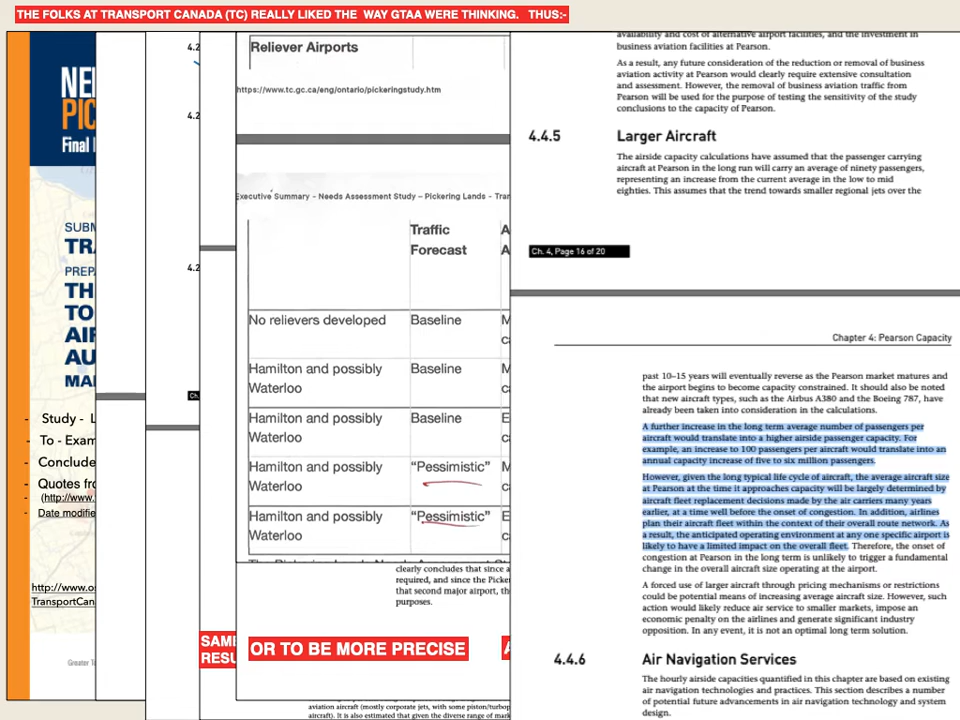 THE FOLKS AT TRANSPORT CANADA (TC) REALLY LIKED THE WAY GTAA WERE THINKING. THUS:-
Final
SUBM
PREPA
- Study -
- To - Exam
- Conclude
- Quotes fro
- (http://www.
- Date modifie
http://www.o
TransportCan
4.2
4.2
4.2
Ch.
SAM
RESU
Reliever Airports
https://www.tc.gc.ca/eng/ontario/pickeringstudy.htm
Executive Summary - Needs Assessment Study – Pickering Lands - Tran
Traffic
Forecast
No relievers developed Baseline
Hamilton and possibly Baseline
Waterloo
Hamilton and possibly Baseline
Waterloo
Hamilton and possibly "Pessimistic"
Waterloo
Hamilton and possibly "Pessimistic"
Waterloo
clearly concludes that since a
required, and since the Picker
that second major airport, th
purposes.
OR TO BE MORE PRECISE
aviation aircraft (mostly corporate jets, with some piston/turbop
aircraft). It is also estimated that given the diverse range of mark
availability and cost of alternative airport facilities, and the investment in
business aviation facilities at Pearson.
As a result, any future consideration of the reduction or removal of business
aviation activity at Pearson would clearly require extensive consultation
and assessment. However, the removal of business aviation traffic from
Pearson will be used for the purpose of testing the sensitivity of the study
conclusions to the capacity of Pearson.
4.4.5 Larger Aircraft
The airside capacity calculations have assumed that the passenger carrying
aircraft at Pearson in the long run will carry an average of ninety passengers,
representing an increase from the current average in the low to mid
eighties. This assumes that the trend towards smaller regional jets over the
Ch. 4, Page 16 of 20
Chapter 4: Pearson Capacity
past 10–15 years will eventually reverse as the Pearson market matures and
the airport begins to become capacity constrained. It should also be noted
that new aircraft types, such as the Airbus A380 and the Boeing 787, have
already been taken into consideration in the calculations.
A further increase in the long term average number of passengers per
aircraft would translate into a higher airside passenger capacity. For
example, an increase to 100 passengers per aircraft would translate into an
annual capacity increase of five to six million passengers.
However, given the long typical life cycle of aircraft, the average aircraft size
at Pearson at the time it approaches capacity will be largely determined by
aircraft fleet replacement decisions made by the air carriers many years
earlier, at a time well before the onset of congestion. In addition, airlines
plan their aircraft fleet within the context of their overall route network. As
a result, the anticipated operating environment at any one specific airport is
likely to have a limited impact on the overall fleet. Therefore, the onset of
congestion at Pearson in the long term is unlikely to trigger a fundamental
change in the overall aircraft size operating at the airport.
A forced use of larger aircraft through pricing mechanisms or restrictions
could be potential means of increasing average aircraft size. However, such
action would likely reduce air service to smaller markets, impose an
economic penalty on the airlines and generate significant industry
opposition. In any event, it is not an optimal long term solution.
4.4.6 Air Navigation Services
The hourly airside capacities quantified in this chapter are based on existing
air navigation technologies and practices. This section describes a number
of potential future advancements in air navigation technology and system
design.